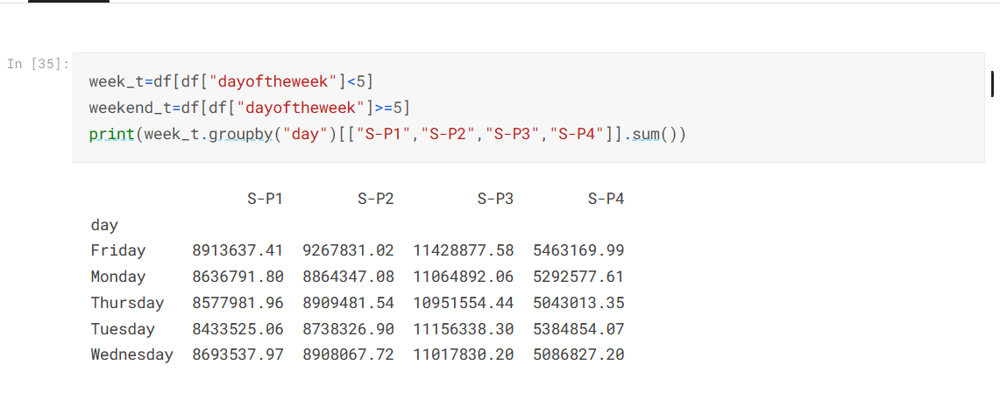 In [35]:
week_t=df[df["dayoftheweek"]<5]
weekend_t=df[df["dayoftheweek"]>=5]
print(week_t.groupby("day")[["S-P1","S-P2","S-P3","S-P4"]].sum())
S-P1 S-P2 S-P3 S-P4
day
Friday 8913637.41 9267831.02 11428877.58 5463169.99
Monday 8636791.80 8864347.08 11064892.06 5292577.61
Thursday 8577981.96 8909481.54 10951554.44 5043013.35
Tuesday 8433525.06 8738326.90 11156338.30 5384854.07
Wednesday 8693537.97 8908067.72 11017830.20 5086827.20